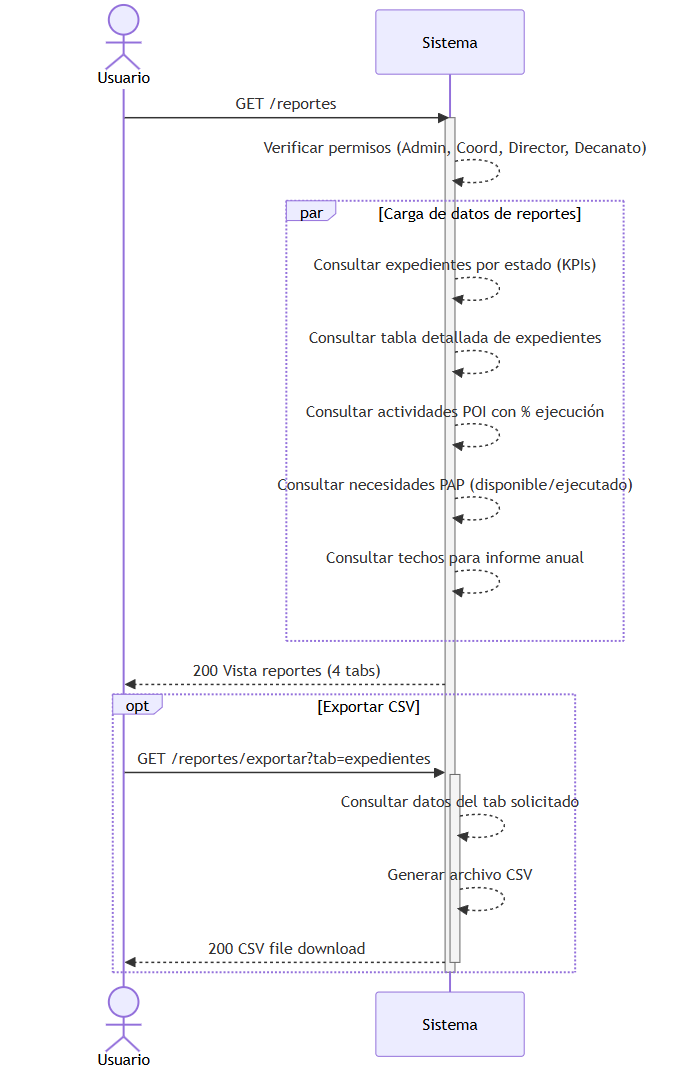 Sistema
Usuario
GET /reportes
Verificar permisos (Admin, Coord, Director, Decanato)
par
[Carga de datos de reportes]
Consultar expedientes por estado (KPIs)
Consultar tabla detallada de expedientes
Consultar actividades POI con % ejecución
Consultar necesidades PAP (disponible/ejecutado)
Consultar techos para informe anual
200 Vista reportes (4 tabs)
opt
[Exportar CSV]
GET /reportes/exportar?tab=expedientes
Consultar datos del tab solicitado
Generar archivo CSV
200 CSV file download
Sistema
Usuario